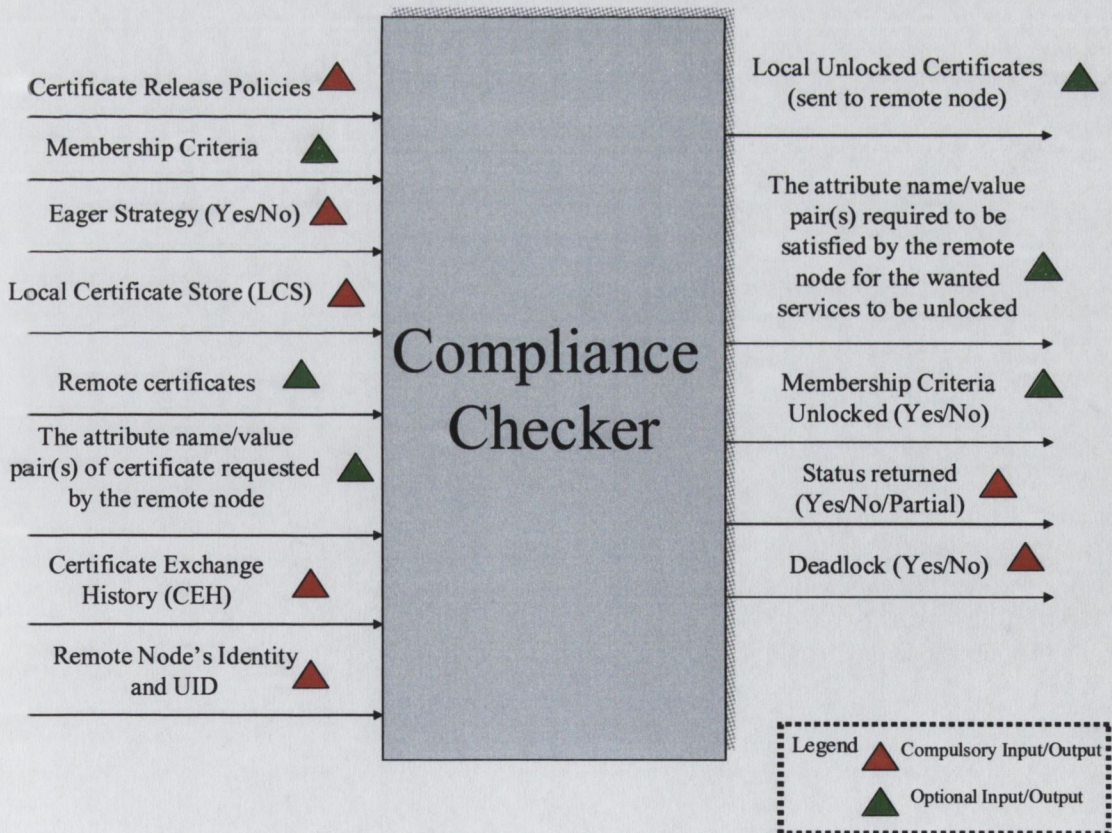 Certificate Release Policies
Membership Criteria
Eager Strategy (Yes/No)
Local Certificate Store (LCS)
Remote certificates
The attribute name/value
pair(s) of certificate requested
by the remote node
Certificate Exchange
History (CEH)
Remote Node's Identity
and UID
Compliance
Checker
Local Unlocked Certificates
(sent to remote node)
The attribute name/value
pair(s) required to be
satisfied by the remote
node for the wanted
services to be unlocked
Membership Criteria
Unlocked (Yes/No)
Status returned
(Yes/No/Partial)
Deadlock (Yes/No)
Legend
Compulsory Input/Output
Optional Input/Output